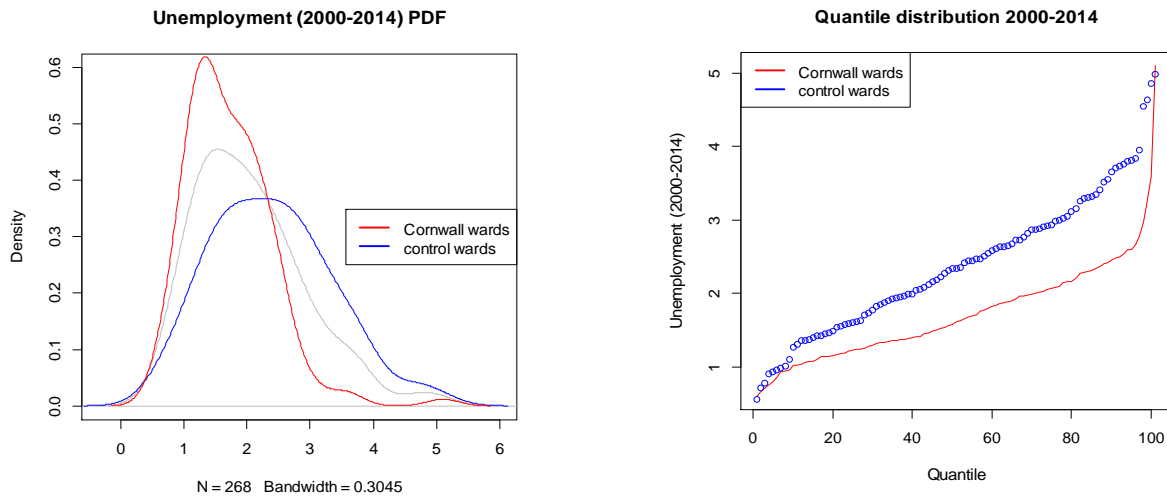 Unemployment (2000-2014) PDF
Density
0.0 0.1 0.2 0.3 0.4 0.5 0.6
Cornwall wards
control wards
0 1 2 3 4 5 6
N = 268 Bandwidth = 0.3045
Quantile distribution 2000-2014
Unemployment (2000-2014)
1 2 3 4 5
Cornwall wards
control wards
0 20 40 60 80 100
Quantile